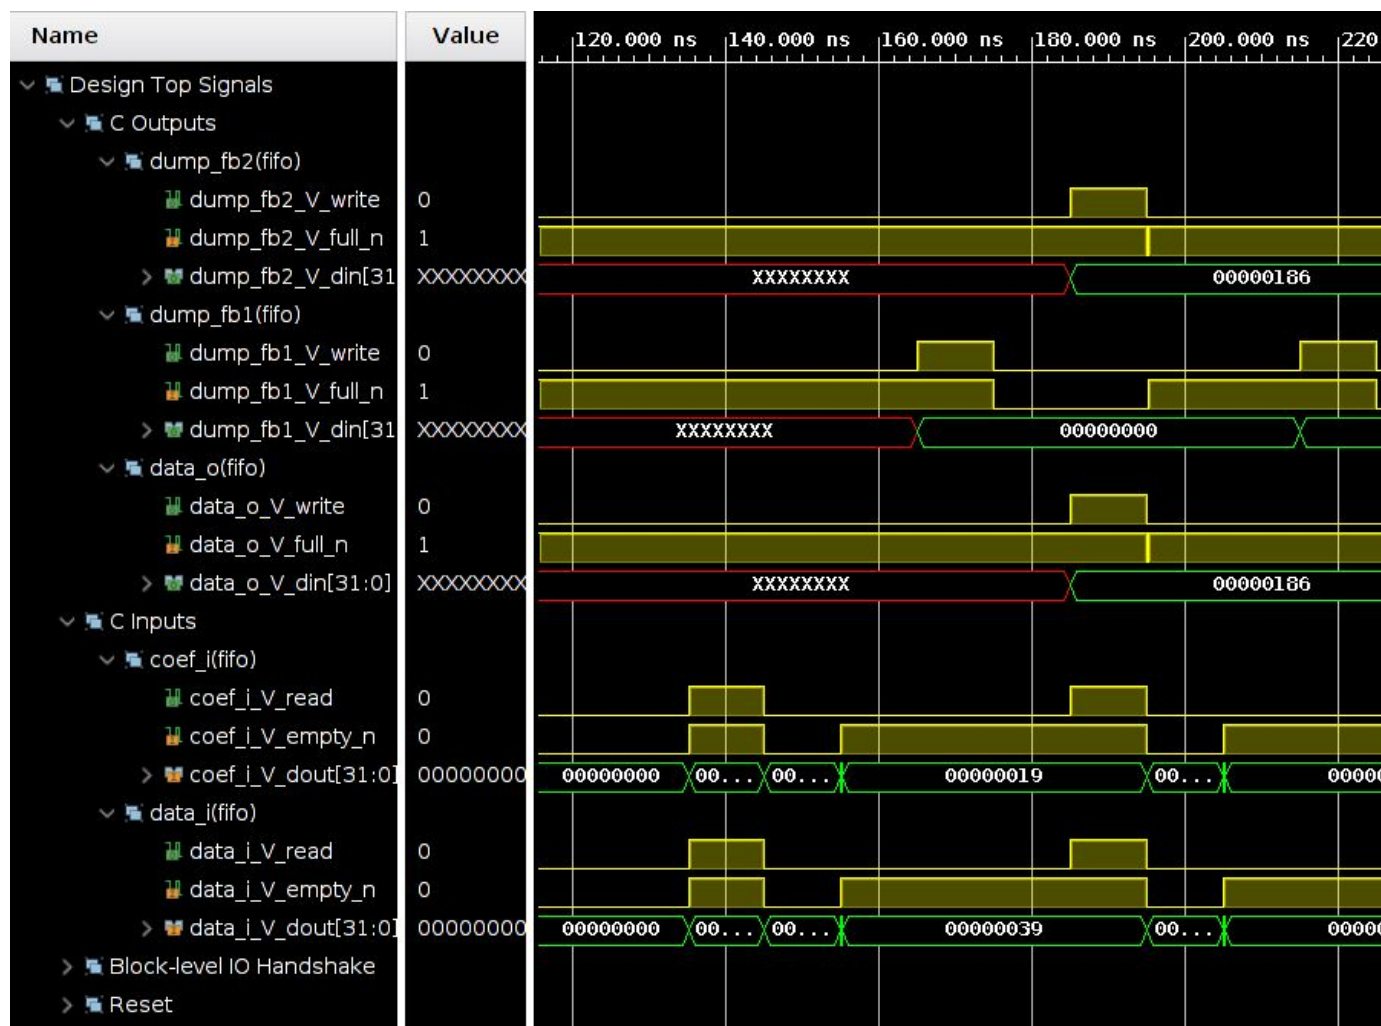 Name Value 120.000 ns 140.000 ns 160.000 ns 180.000 ns 200.000 ns 220
Design Top Signals
C Outputs
dump_fb2(fifo)
dump_fb2_V_write 0
dump_fb2_V_full_n 1
dump_fb2_V_din[31 XXXXXXXX XXXXXXXX 00000186
dump_fb1(fifo)
dump_fb1_V_write 0
dump_fb1_V_full_n 1
dump_fb1_V_din[31 XXXXXXXX XXXXXXXX 00000000
data_o(fifo)
data_o_V_write 0
data_o_V_full_n 1
data_o_V_din[31:0] XXXXXXXX XXXXXXXX 00000186
C Inputs
coef_i(fifo)
coef_i_V_read 0
coef_i_V_empty_n 0
coef_i_V_dout[31:0] 00000000 00000000 00... 00... 00000019 00... 0000
data_i(fifo)
data_i_V_read 0
data_i_V_empty_n 0
data_i_V_dout[31:0] 00000000 00000000 00... 00... 00000039 00... 0000
Block-level IO Handshake
Reset